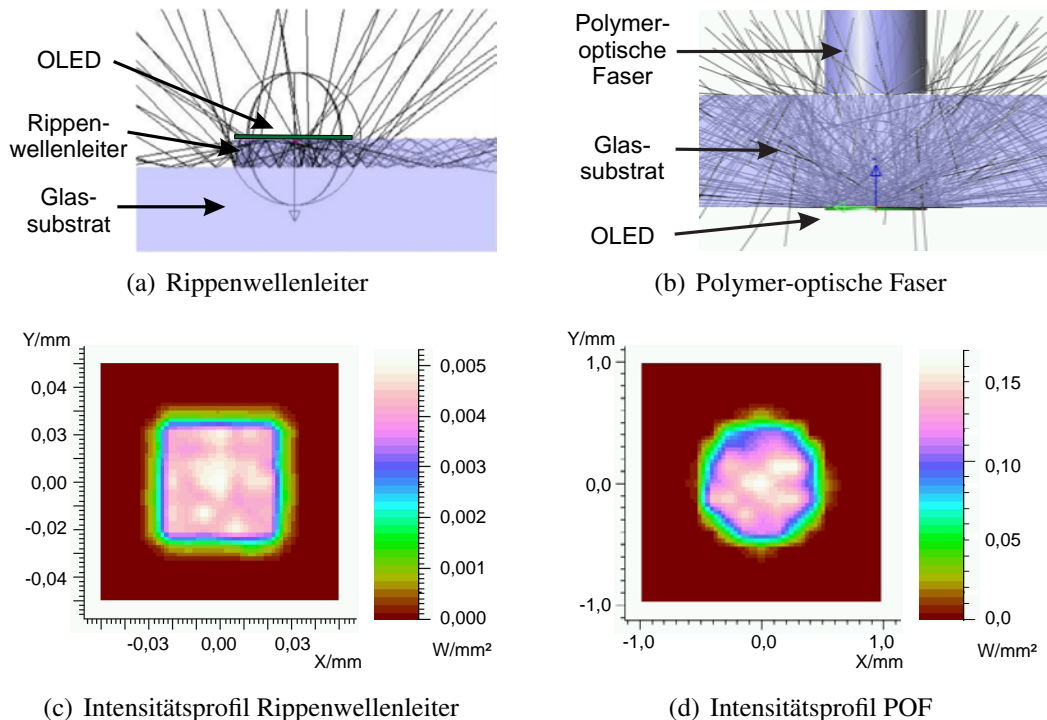 OLED
Rippen-
wellenleiter
Glas-
substrat
(a) Rippenwellenleiter
Polymer-
optische
Faser
Glas-
substrat
OLED
(b) Polymer-optische Faser
Y/mm
0,04
0,03
0,00
-0,02
-0,04
-0,03
0,00
0,03
X/mm
0,005
0,004
0,003
0,002
0,001
0,000
W/mm²
(c) Intensitätsprofil Rippenwellenleiter
Y/mm
1,0
0,0
-1,0
-1,0
0,0
1,0
X/mm
0,15
0,10
0,05
0,0
W/mm²
(d) Intensitätsprofil POF